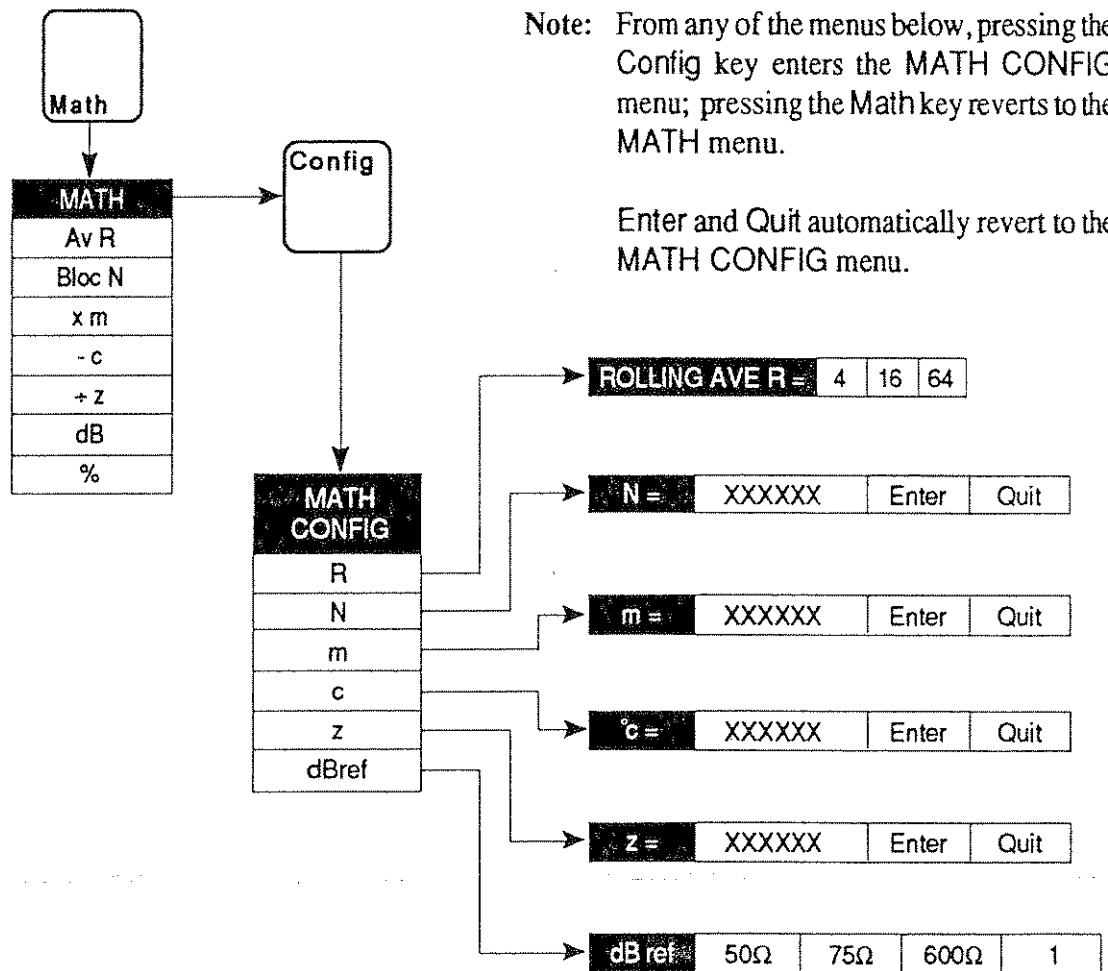 Note: From any of the menus below, pressing the
Config key enters the MATH CONFIG
menu; pressing the Math key reverts to the
MATH menu.
Enter and Quit automatically revert to the
MATH CONFIG menu.
Math
Config
MATH
Av R
Bloc N
x m
- c
÷ z
dB
%
MATH
CONFIG
R
N
m
c
z
dBref
ROLLING AVE R = 4 16 64
N = XXXXXX Enter Quit
m = XXXXXX Enter Quit
c = XXXXXX Enter Quit
z = XXXXXX Enter Quit
dB ref 50Ω 75Ω 600Ω 1